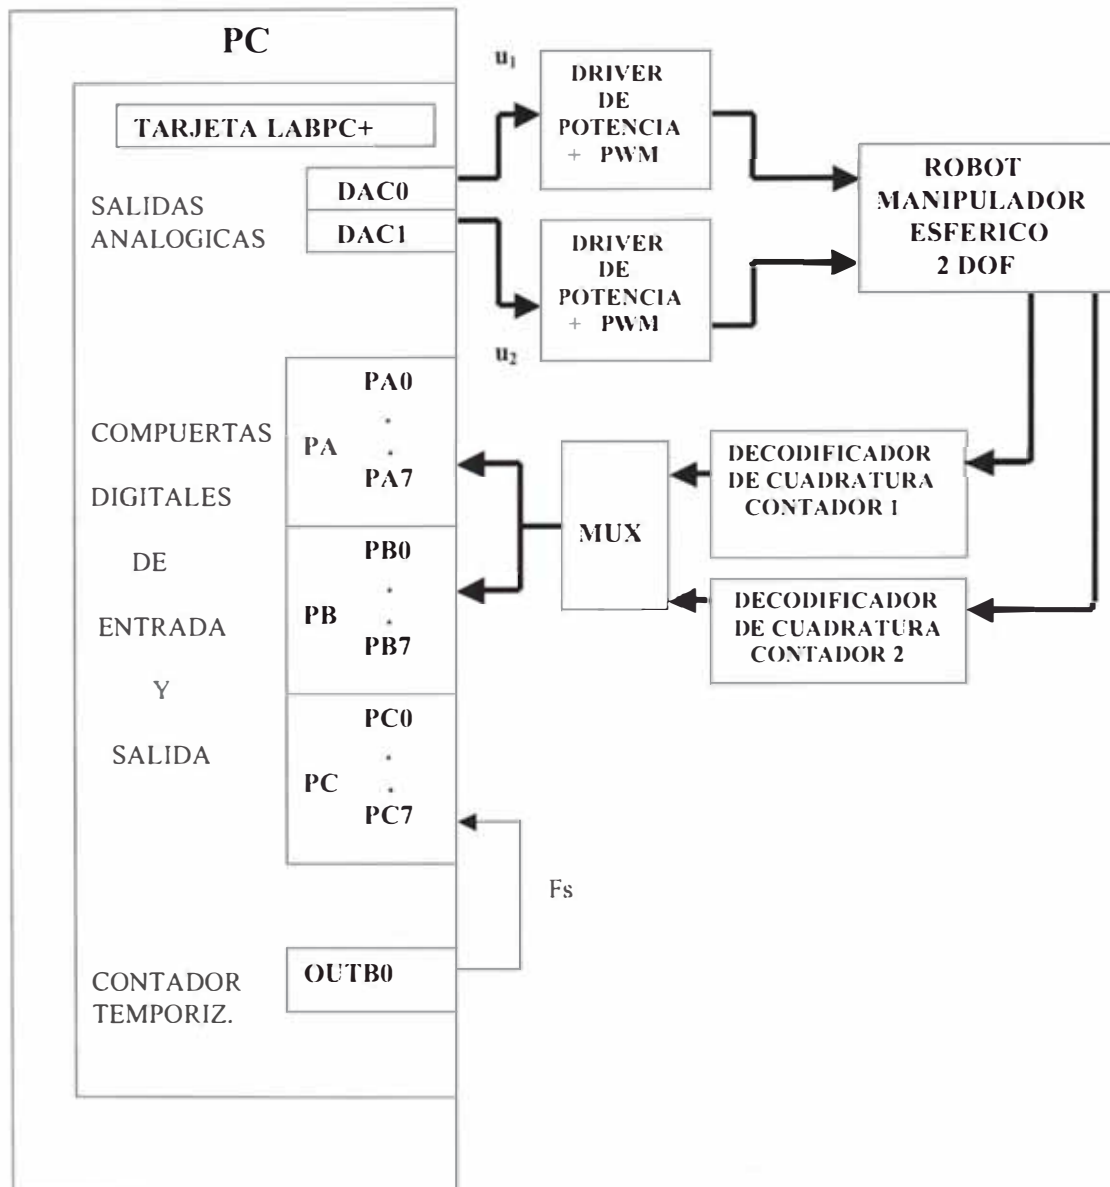 PC
TARJETA LABPC+
SALIDAS
ANALOGICAS
DAC0
DAC1
u1
DRIVER
DE
POTENCIA
+ PWM
DRIVER
DE
POTENCIA
+ PWM
u2
ROBOT
MANIPULADOR
ESFERICO
2 DOF
COMPUERTAS
DIGITALES
DE
ENTRADA
Y
SALIDA
PA0
PA
PA7
PB0
PB
PB7
PC0
PC
PC7
MUX
DECODIFICADOR
DE CUADRATURA
CONTADOR 1
DECODIFICADOR
DE CUADRATURA
CONTADOR 2
Fs
CONTADOR
TEMPORIZ.
OUTB0